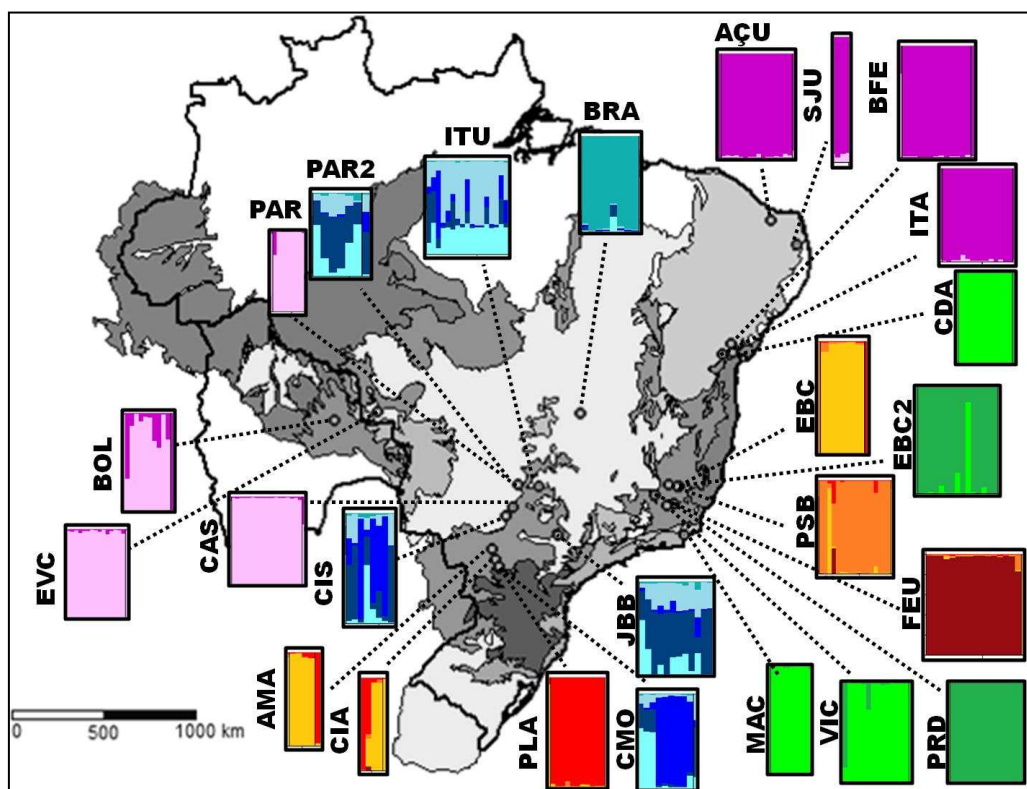 AÇU
SJU
BFE
BRA
ITU
PAR2
PAR
ITA
CDA
EBC
EBC2
BOL
PSB
CAS
EVC
CIS
FEU
JBB
AMA
CIA
PLA
CMO
MAC
VIC
PRD
0 500 1000 km